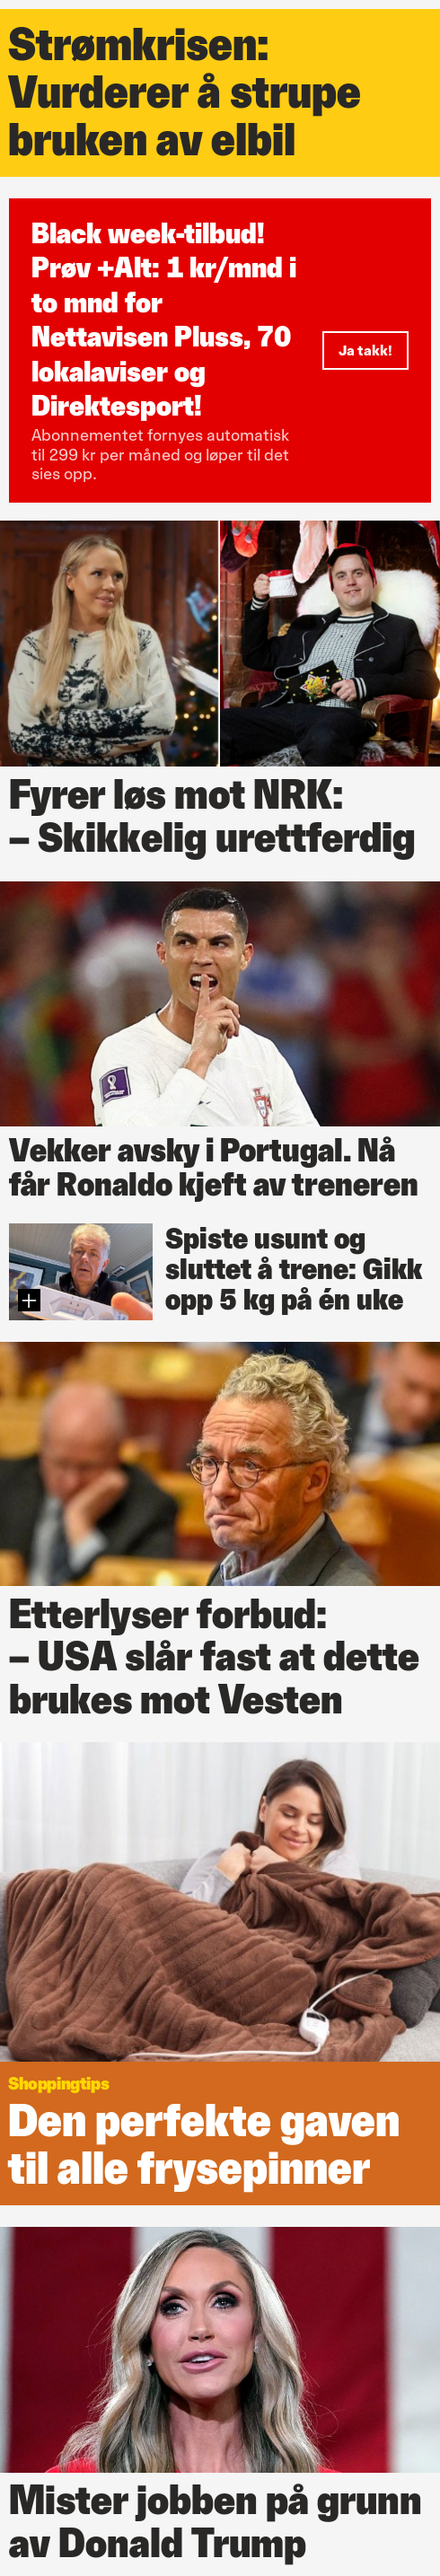 Strømkrisen:
Vurderer å strupe
bruken av elbil
Black week-tilbud!
Prøv +Alt: 1 kr/mnd i
to mnd for
Nettavisen Pluss, 70
lokalaviser og
Direktesport!
Ja takk!
Abonnementet fornyes automatisk
til 299 kr per måned og løper til det
sies opp.
Fyrer løs mot NRK:
– Skikkelig urettferdig
Vekker avsky i Portugal. Nå
får Ronaldo kjeft av treneren
Spiste usunt og
sluttet å trene: Gikk
opp 5 kg på én uke
Etterlyser forbud:
– USA slår fast at dette
brukes mot Vesten
Shoppingtips
Den perfekte gaven
til alle frysepinner
Mister jobben på grunn
av Donald Trump